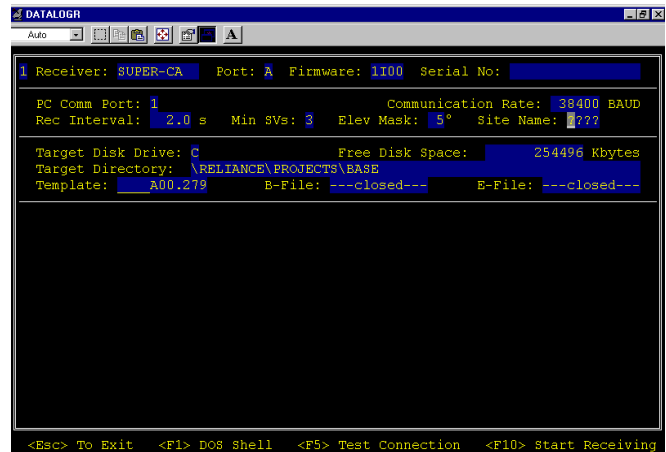 DATALOGR
Auto A
1 Receiver: SUPER-CA Port: A Firmware: 1I00 Serial No:
PC Comm Port: 1 Communication Rate: 38400 BAUD
Rec Interval: 2.0 s Min SVs: 3 Elev Mask: 5° Site Name: ????
Target Disk Drive: C Free Disk Space: 254496 Kbytes
Target Directory: \RELIANCE\PROJECTS\BASE
Template: ____A00.279 B-File: ---closed--- E-File: ---closed---
<Esc> To Exit <F1> DOS Shell <F5> Test Connection <F10> Start Receiving